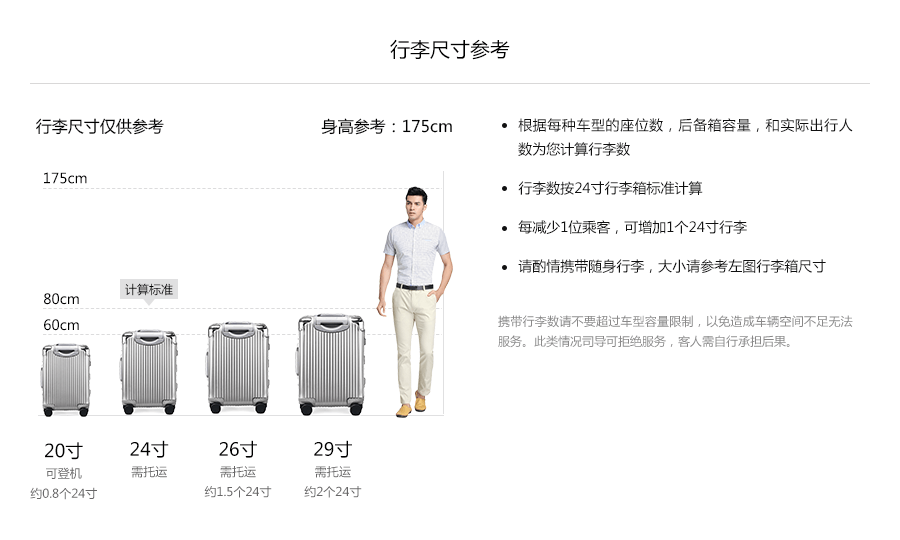 行李尺寸参考
行李尺寸仅供参考
身高参考：175cm
175cm
计算标准
80cm
60cm
20寸
可登机
约0.8个24寸
24寸
需托运
26寸
需托运
约1.5个24寸
29寸
需托运
约2个24寸
根据每种车型的座位数，后备箱容量，和实际出行人
数为您计算行李数
行李数按24寸行李箱标准计算
每减少1位乘客，可增加1个24寸行李
请酌情携带随身行李，大小请参考左图行李箱尺寸
携带行李数请不要超过车型容量限制，以免造成车辆空间不足无法
服务。此类情况司导可拒绝服务，客人需自行承担后果。